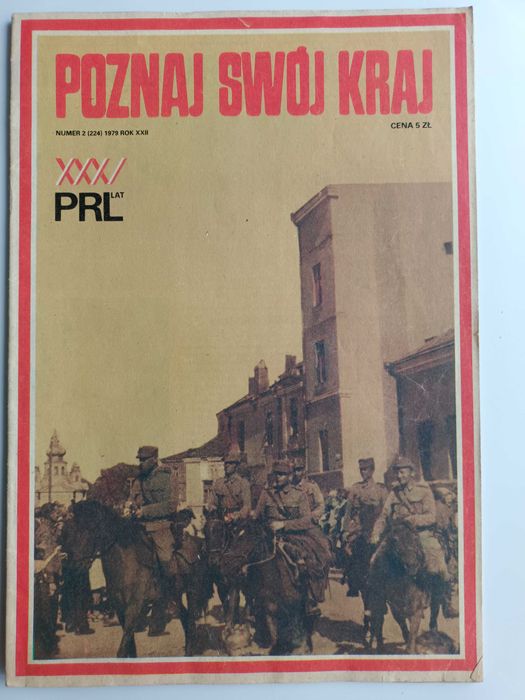 POZNAJ SWÓJ KRAJ
NUMER 2 (224) 1979 ROK XXII
CENA 5 ZŁ
XXXV
LAT
PRL